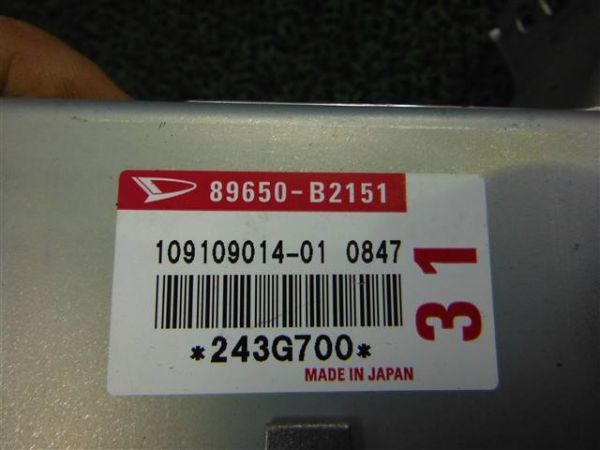 89650-B2151
109109014-01 0847
31
*243G700*
MADE IN JAPAN